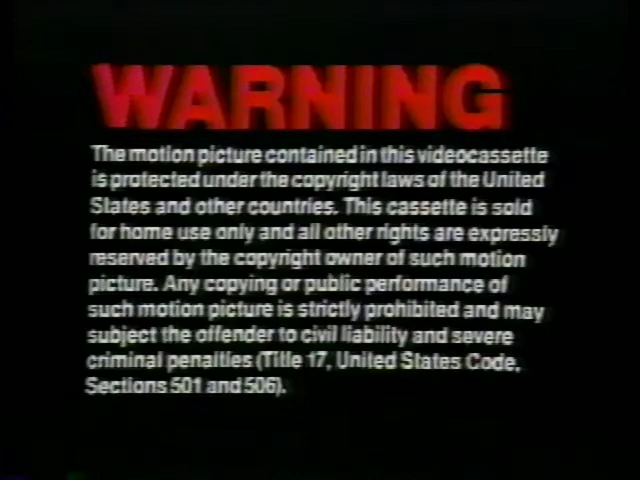 WARNING
The motion picture contained in this videocassette
is protected under the copyright laws of the United
States and other countries. This cassette is sold
for home use only and all other rights are expressly
reserved by the copyright owner of such motion
picture. Any copying or public performance of
such motion picture is strictly prohibited and may
subject the offender to civil liability and severe
criminal penalties (Title 17, United States Code,
Sections 501 and 506).